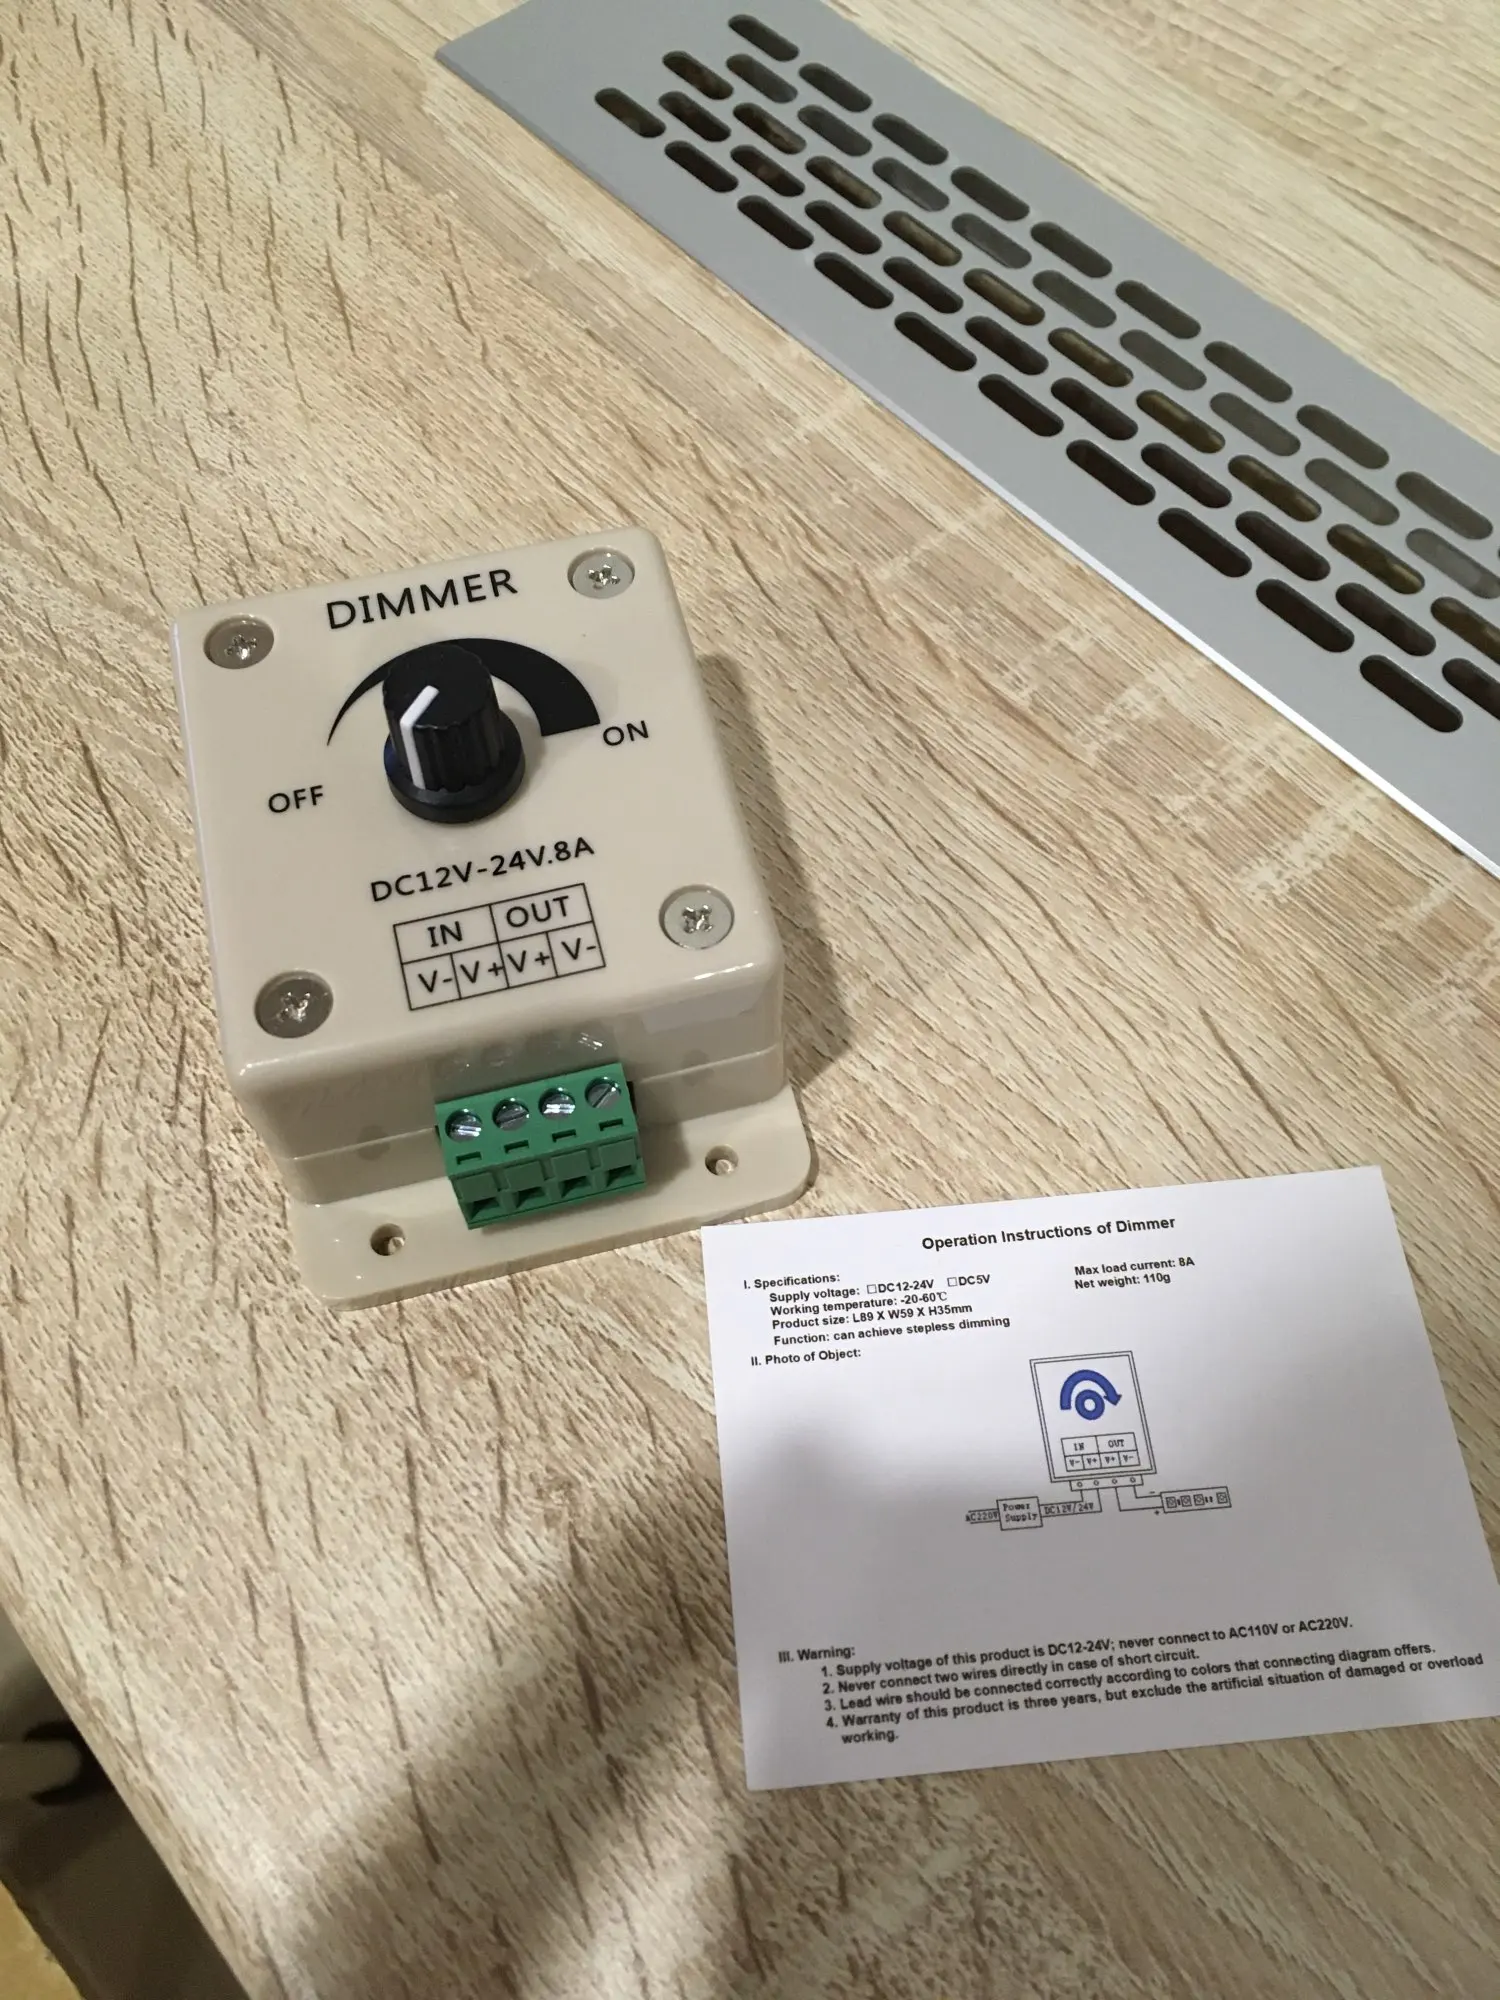 DIMMER
OFF
ON
DC12V-24V.8A
IN OUT
V- V+ V+ V-
Operation Instructions of Dimmer
I. Specifications:
Supply voltage: □DC12-24V □DC5V
Max load current: 8A
Working temperature: -20-60℃
Net weight: 110g
Product size: L89 X W59 X H35mm
Function: can achieve stepless dimming
II. Photo of Object:
IN OUT
V- V+ V+ V-
AC220V
Power
Supply
DC12V/24V
-
+
III. Warning:
1. Supply voltage of this product is DC12-24V; never connect to AC110V or AC220V.
2. Never connect two wires directly in case of short circuit.
3. Lead wire should be connected correctly according to colors that connecting diagram offers.
4. Warranty of this product is three years, but exclude the artificial situation of damaged or overload
working.